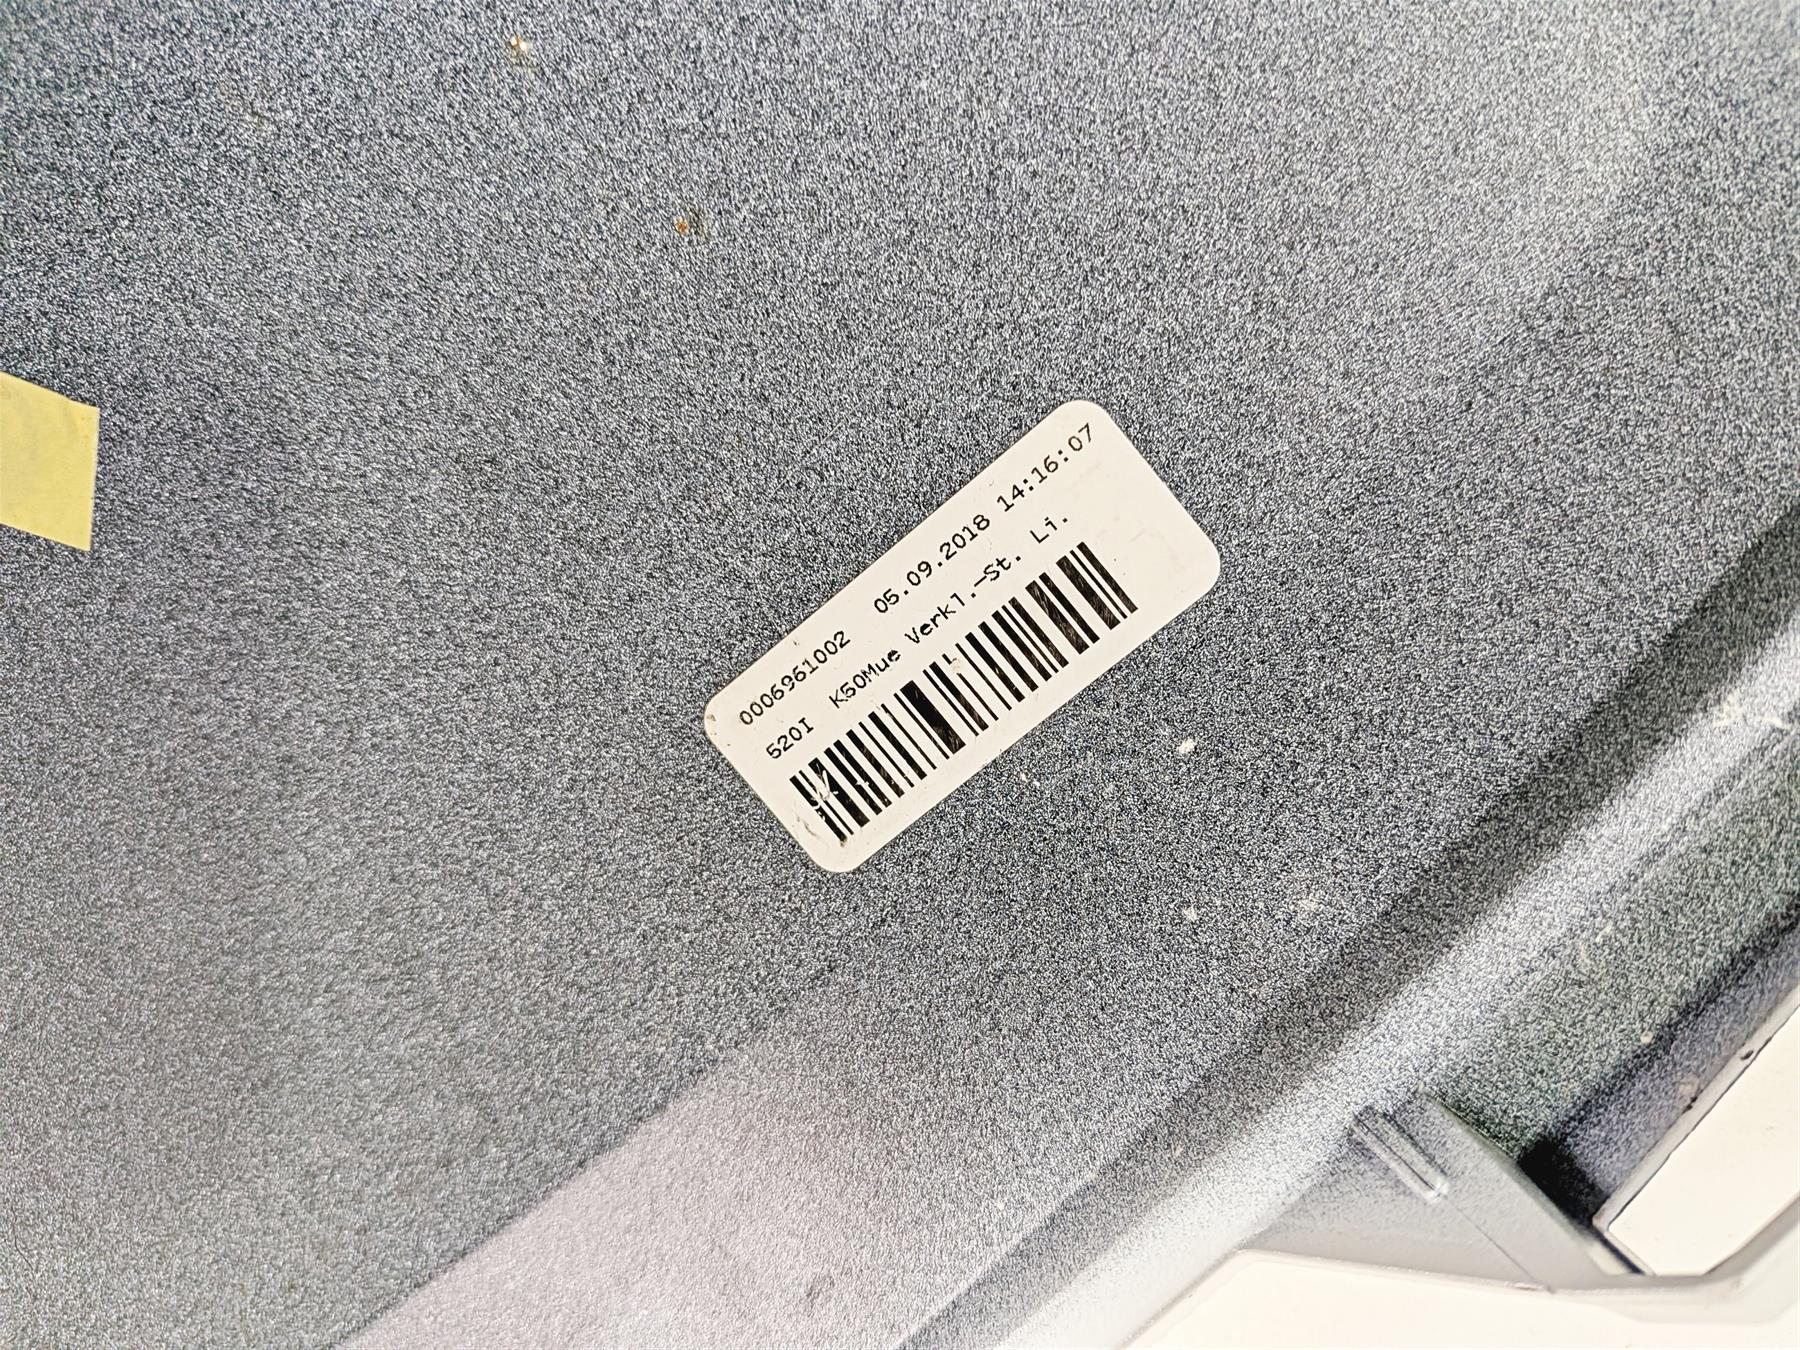 0006961002 05.09.2018 14:16:07
520I K50Mue Verkl.-St. Li.